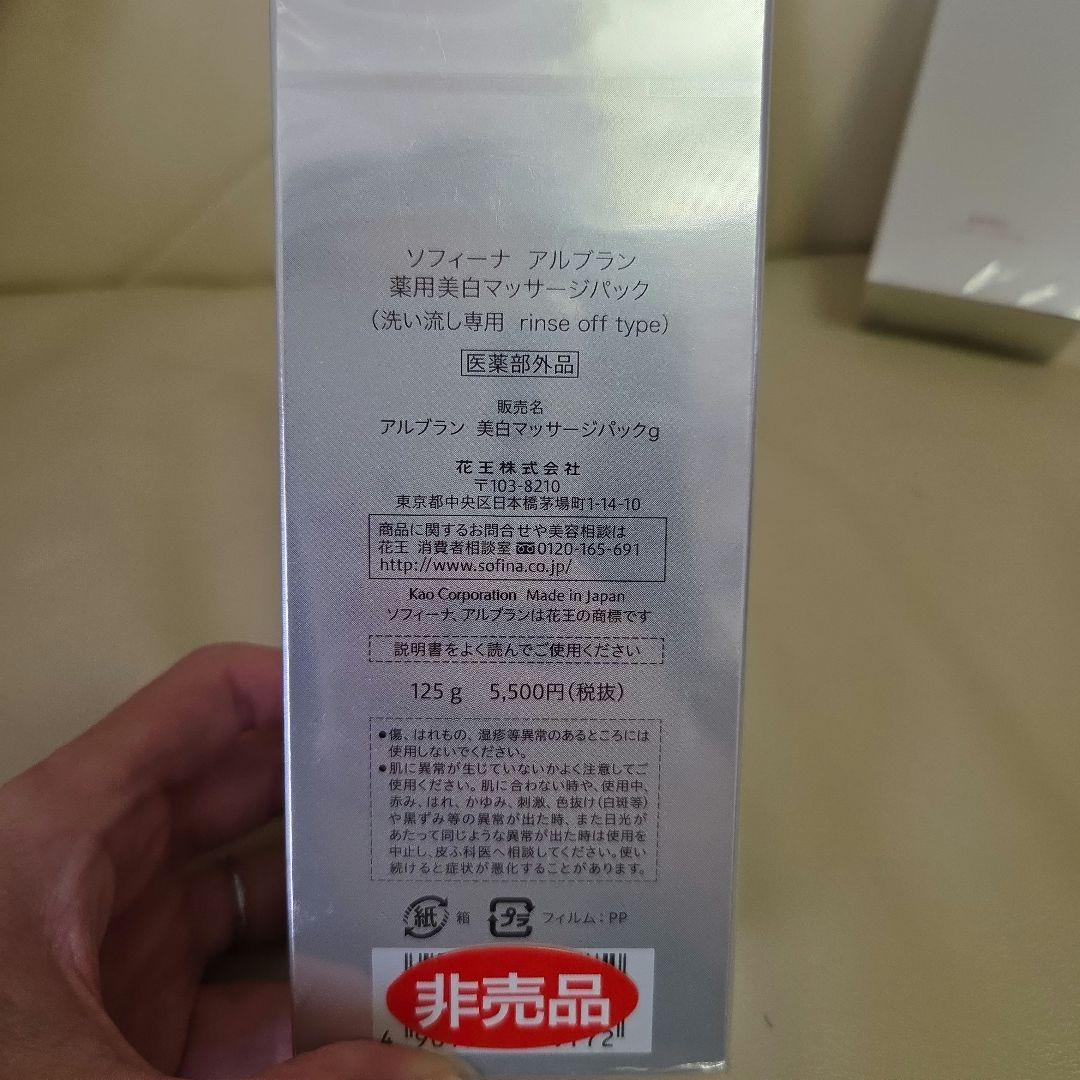 ソフィーナ アルブラン
薬用美白マッサージパック
(洗い流し専用 rinse off type)
医薬部外品
販売名
アルブラン 美白マッサージパックg
花王株式会社
〒103-8210
東京都中央区日本橋茅場町1-14-10
商品に関するお問合せや美容相談は
花王 消費者相談室 0120-165-691
http://www.sofina.co.jp/
Kao Corporation Made in Japan
ソフィーナ、アルブランは花王の商標です
説明書をよく読んでご使用ください
125g 5,500円(税抜)
●傷、はれもの、湿疹等異常のあるところには
使用しないでください。
●肌に異常が生じていないかよく注意してご
使用ください。肌に合わない時や、使用中、
赤み、はれ、かゆみ、刺激、色抜け(白斑等)
や黒ずみ等の異常が出た時、また日光が
あたって同じような異常が出た時は使用を
中止し、皮ふ科医へ相談してください。使い
続けると症状が悪化することがあります。
紙 箱 プラ フィルム:PP
非売品